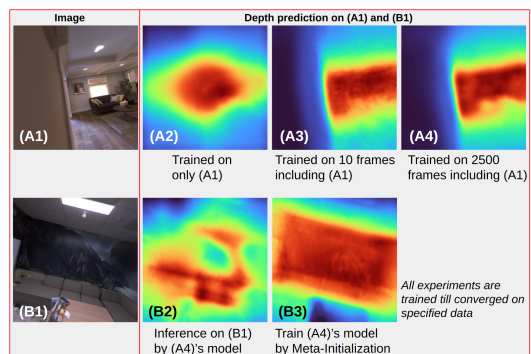 Image
Depth prediction on (A1) and (B1)
(A1)
(A2)
(A3)
(A4)
Trained on
only (A1)
Trained on 10 frames
including (A1)
Trained on 2500
frames including (A1)
(B1)
(B2)
(B3)
Inference on (B1)
by (A4)'s model
Train (A4)'s model
by Meta-Initialization
All experiments are
trained till converged on
specified data